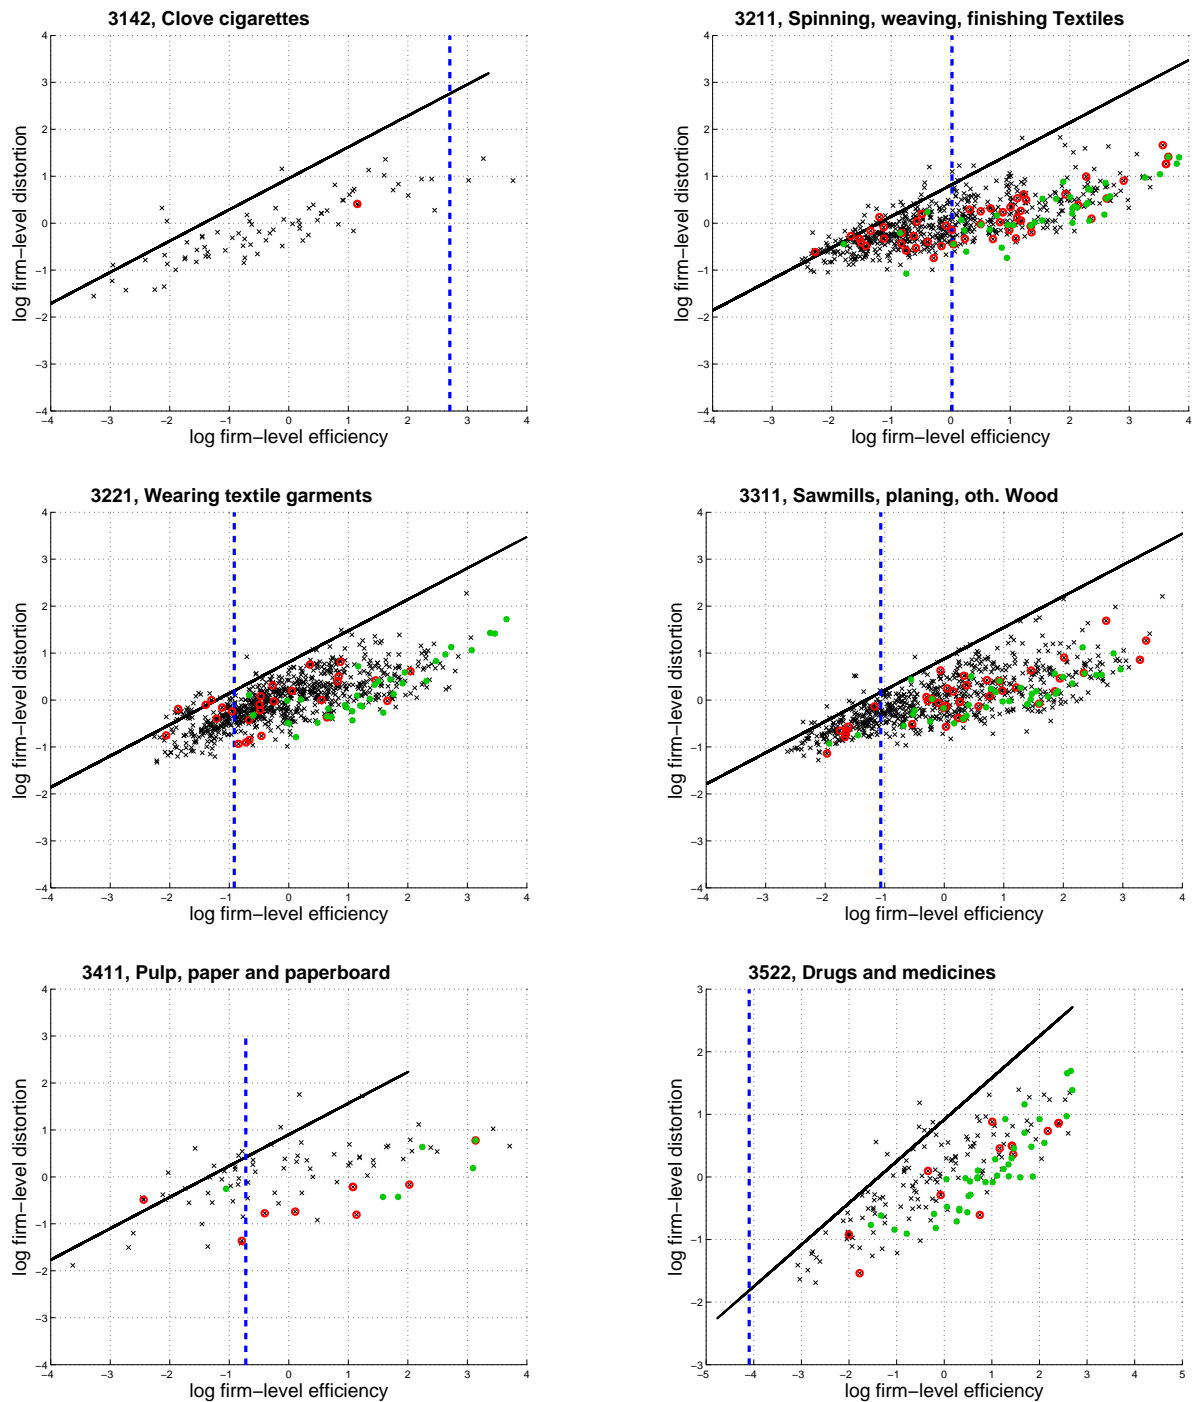 3142, Clove cigarettes
4
3
2
1
0
−1
−2
−3
−4
−4 −3 −2 −1 0 1 2 3 4
log firm−level distortion
log firm−level efficiency
3211, Spinning, weaving, finishing Textiles
4
3
2
1
0
−1
−2
−3
−4
−4 −3 −2 −1 0 1 2 3 4
log firm−level distortion
log firm−level efficiency
3221, Wearing textile garments
4
3
2
1
0
−1
−2
−3
−4
−4 −3 −2 −1 0 1 2 3 4
log firm−level distortion
log firm−level efficiency
3311, Sawmills, planing, oth. Wood
4
3
2
1
0
−1
−2
−3
−4
−4 −3 −2 −1 0 1 2 3 4
log firm−level distortion
log firm−level efficiency
3411, Pulp, paper and paperboard
4
3
2
1
0
−1
−2
−3
−4
−4 −3 −2 −1 0 1 2 3 4
log firm−level distortion
log firm−level efficiency
3522, Drugs and medicines
3
2
1
0
−1
−2
−3
−5 −4 −3 −2 −1 0 1 2 3 4 5
log firm−level distortion
log firm−level efficiency